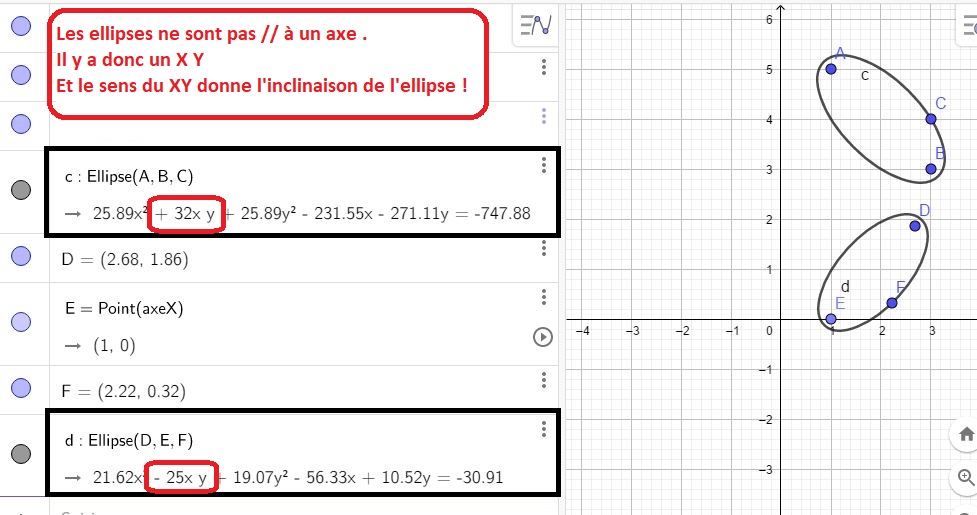 Les ellipses ne sont pas // à un axe .
Il y a donc un X Y
Et le sens du XY donne l'inclinaison de l'ellipse !
c : Ellipse(A, B, C)
→ 25.89x² + 32x y + 25.89y² - 231.55x - 271.11y = -747.88
D = (2.68, 1.86)
E = Point(axeX)
→ (1, 0)
F = (2.22, 0.32)
d : Ellipse(D, E, F)
→ 21.62x² - 25x y + 19.07y² - 56.33x + 10.52y = -30.91
6
A
5
c
C
4
B
3
2
D
1
d
F
E
-4 -3 -2 -1 0 1 2 3
-1
-2
-3